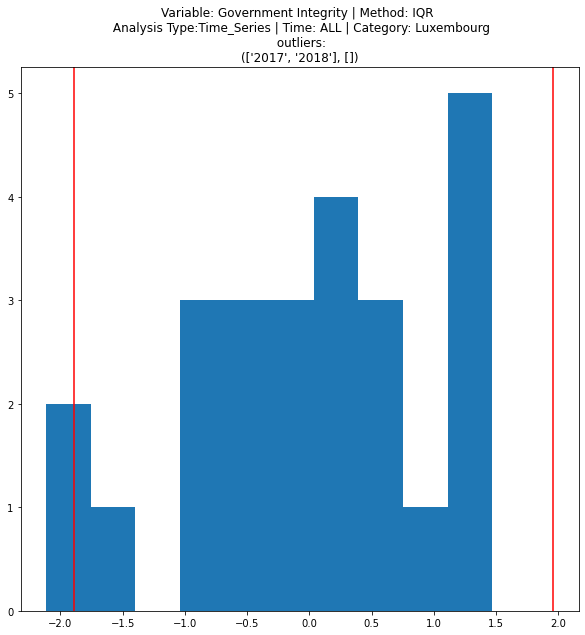 Variable: Government Integrity | Method: IQR
Analysis Type:Time_Series | Time: ALL | Category: Luxembourg
outliers:
(['2017', '2018'], [])
5
4
3
2
1
0
−2.0 −1.5 −1.0 −0.5 0.0 0.5 1.0 1.5 2.0